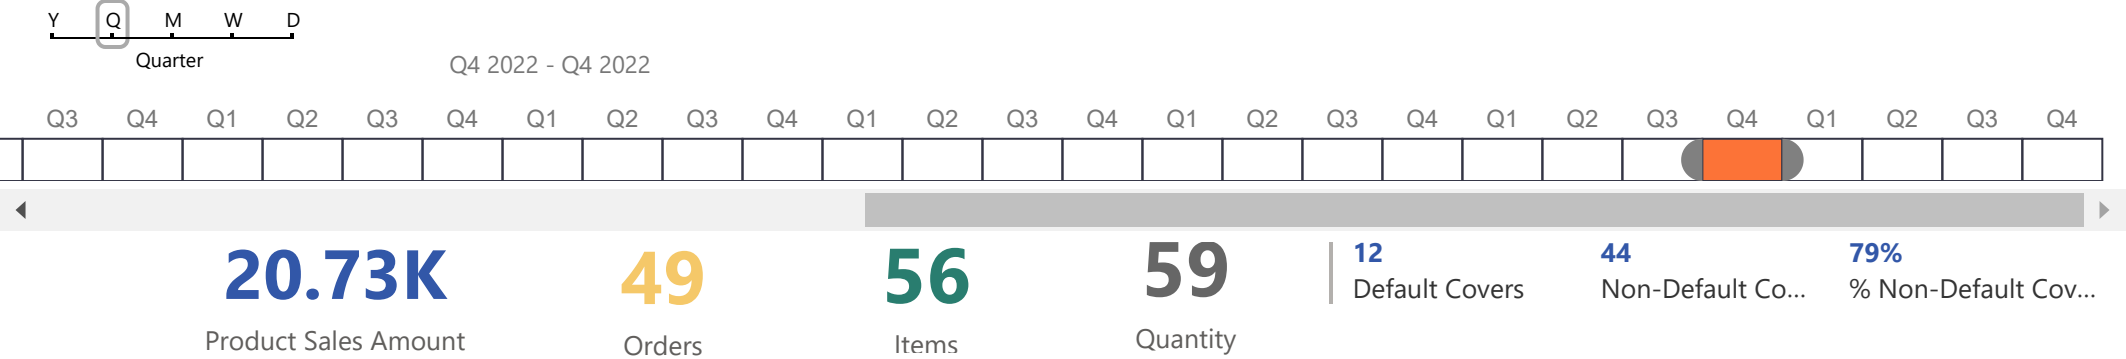 Y Q M W D
Quarter
Q4 2022 - Q4 2022
Q3 Q4 Q1 Q2 Q3 Q4 Q1 Q2 Q3 Q4 Q1 Q2 Q3 Q4 Q1 Q2 Q3 Q4 Q1 Q2 Q3 Q4 Q1 Q2 Q3 Q4
20.73K 49 56 59 12 44 79%
Default Covers Non-Default Co... % Non-Default Cov...
Product Sales Amount Orders Items Quantity